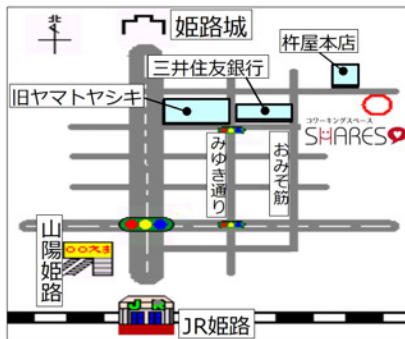 北
姫路城
杵屋本店
三井住友銀行
旧ヤマトヤシキ
コワーキングスペース
SHARES
みゆき通り
おみぞ筋
山陽姫路
JR
JR姫路